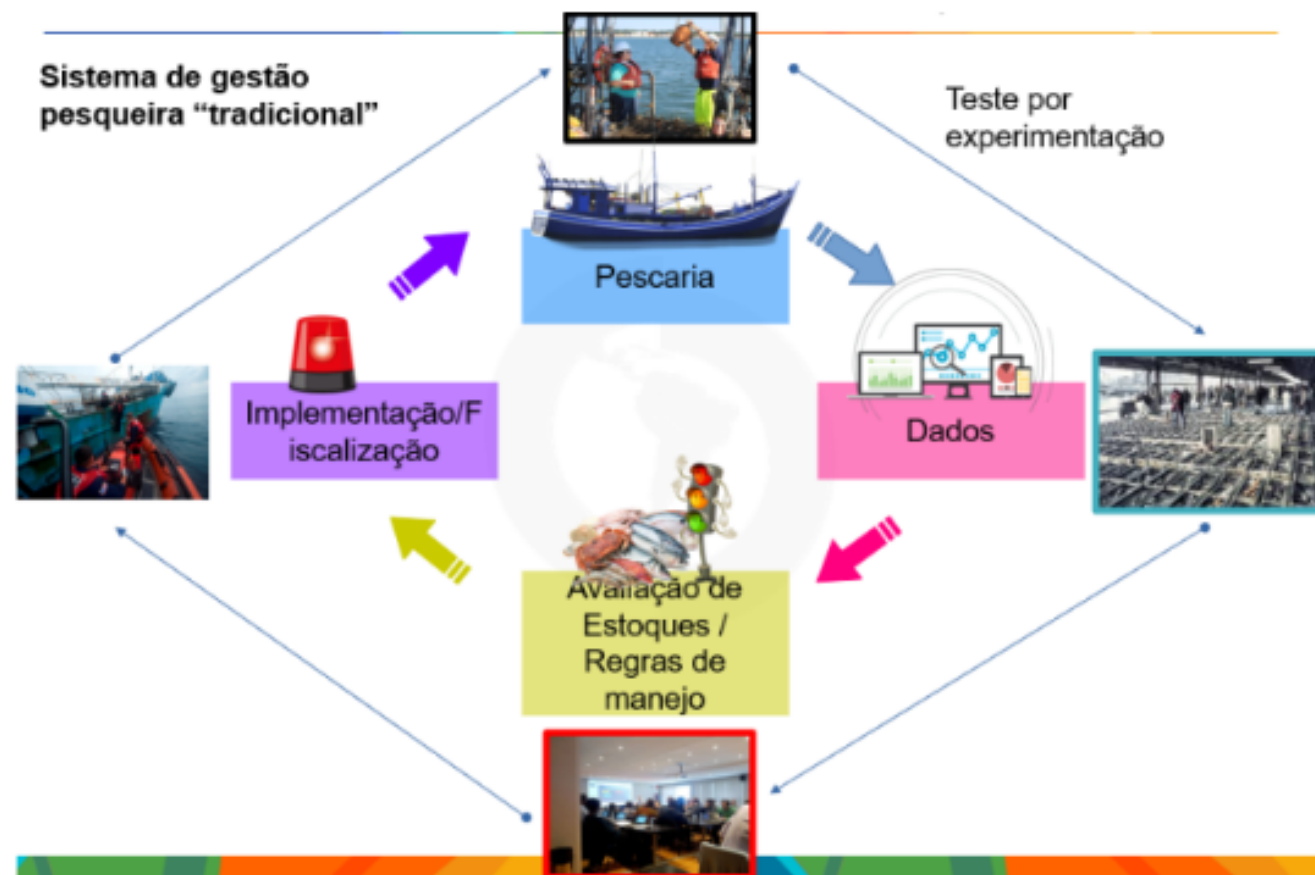 Sistema de gestão
pesqueira “tradicional”
Teste por
experimentação
Pescaria
Implementação/F
iscalização
Dados
Avaliação de
Estoques /
Regras de
manejo